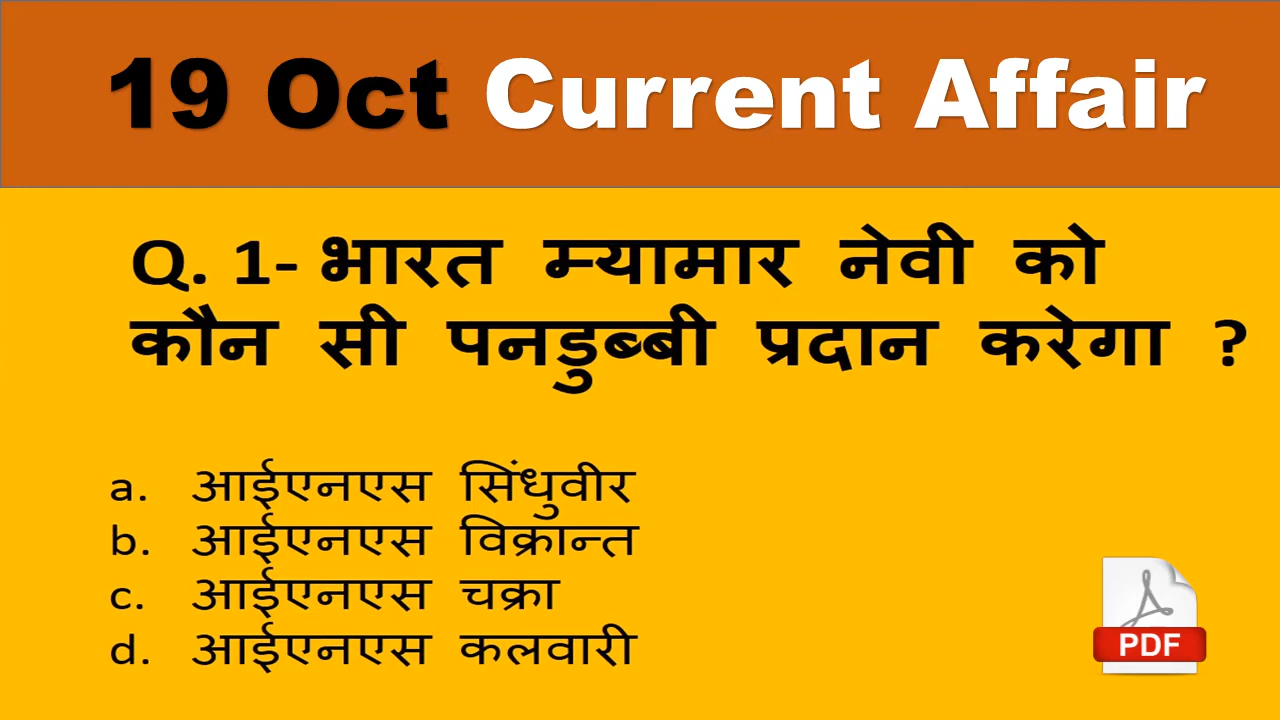 19 Oct Current Affair
Q. 1- भारत म्यामार नेवी को
कौन सी पनडुब्बी प्रदान करेगा ?
a. आईएनएस सिंधुवीर
b. आईएनएस विक्रान्त
c. आईएनएस चक्रा
d. आईएनएस कलवारी
PDF